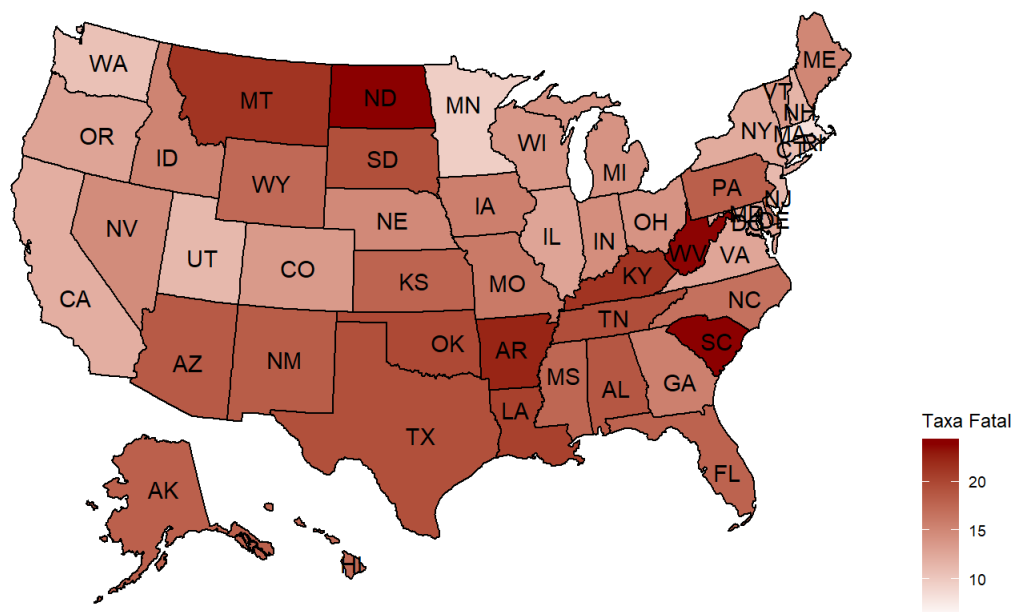 ME
WA
VT
ND
MT
NH
MN
OR
NY
MA
RI
WI
CT
ID
SD
MI
WY
PA
NJ
IA
NE
OH
DE
NV
IL
IN
WV
VA
UT
CO
KY
KS
MO
CA
NC
TN
OK
SC
AR
AZ
NM
MS
AL
GA
LA
TX
Taxa Fatal
FL
20
AK
15
HI
10